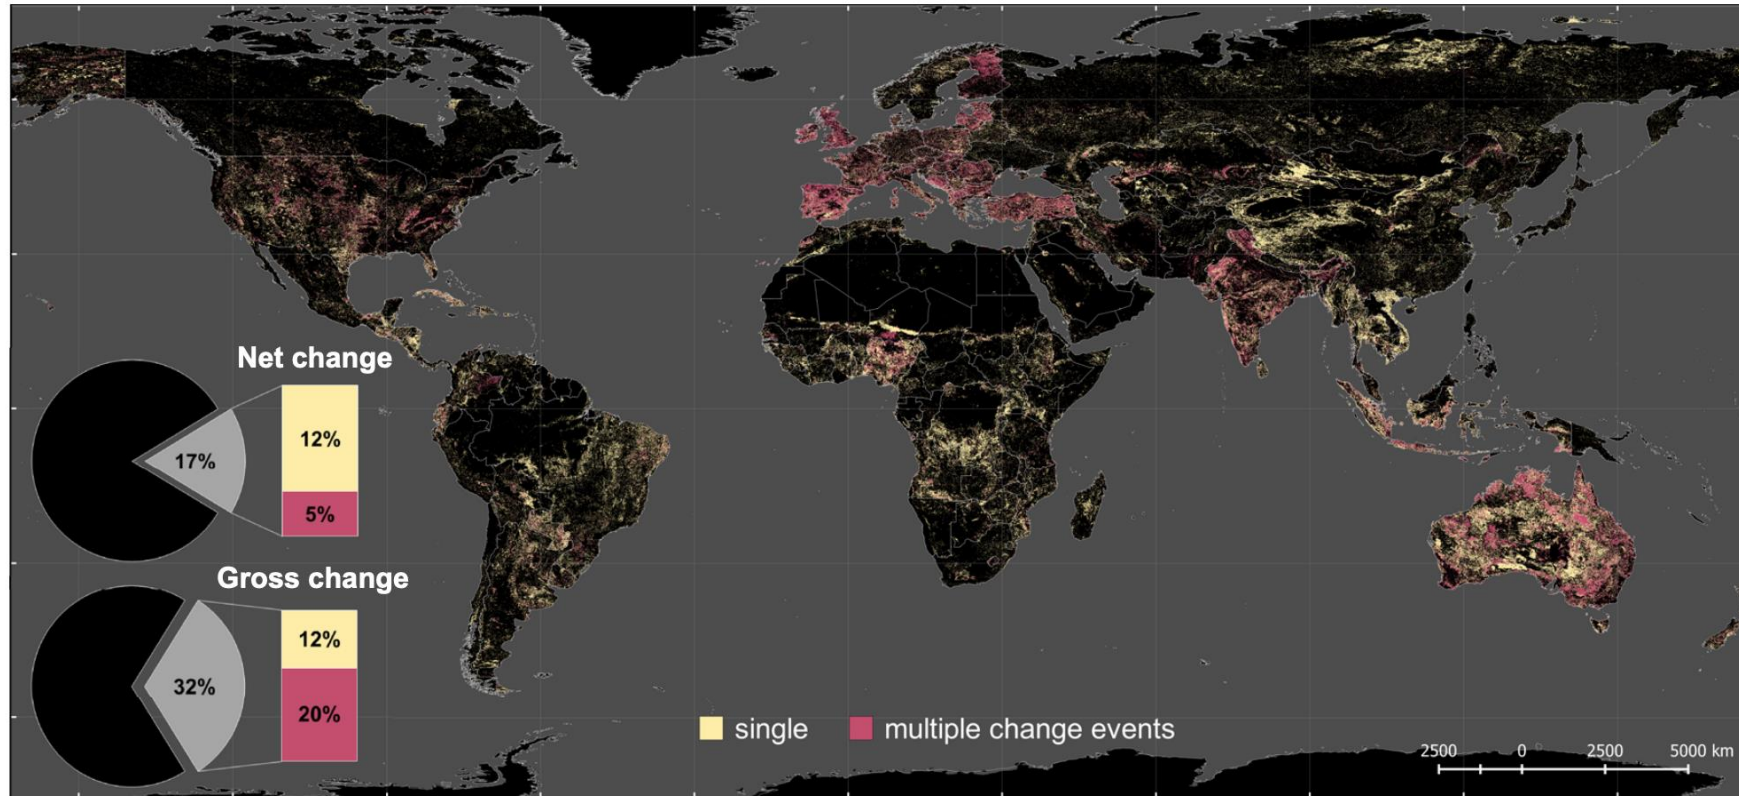 Net change
12%
17%
5%
Gross change
12%
32%
20%
single
multiple change events
2500 0 2500 5000 km